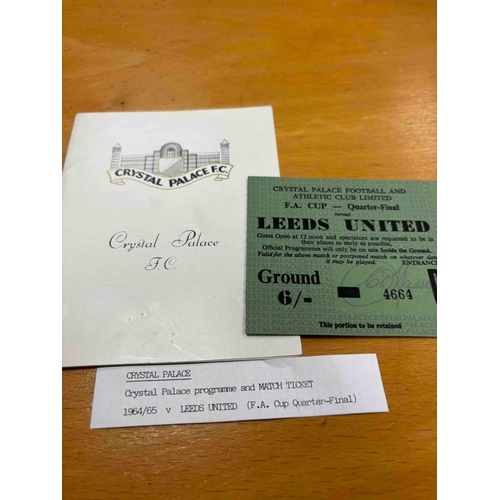 CRYSTAL PALACE F.C.
Crystal Palace
F.C.
CRYSTAL PALACE FOOTBALL AND
ATHLETIC CLUB LIMITED
F.A. CUP — Quarter-Final
versus
LEEDS UNITED
Gates Open at 12 noon and spectators are requested to be in
their places as early as possible.
Official Programmes will only be on sale inside the Ground.
Valid for the above match or postponed match on whatever date
it may be played. ENTRANC
Ground
6/- 4664
This portion to be retained
CRYSTAL PALACE
Crystal Palace programme and MATCH TICKET
1964/65 v LEEDS UNITED (F.A. Cup Quarter-Final)